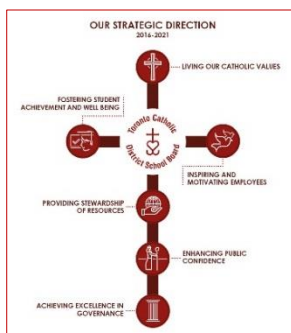 OUR STRATEGIC DIRECTION
2016-2021
LIVING OUR CATHOLIC VALUES
FOSTERING STUDENT
ACHIEVEMENT AND WELL BEING
Toronto Catholic
District School Board
INSPIRING AND
MOTIVATING EMPLOYEES
PROVIDING STEWARDSHIP
OF RESOURCES
ENHANCING PUBLIC
CONFIDENCE
ACHIEVING EXCELLENCE IN
GOVERNANCE